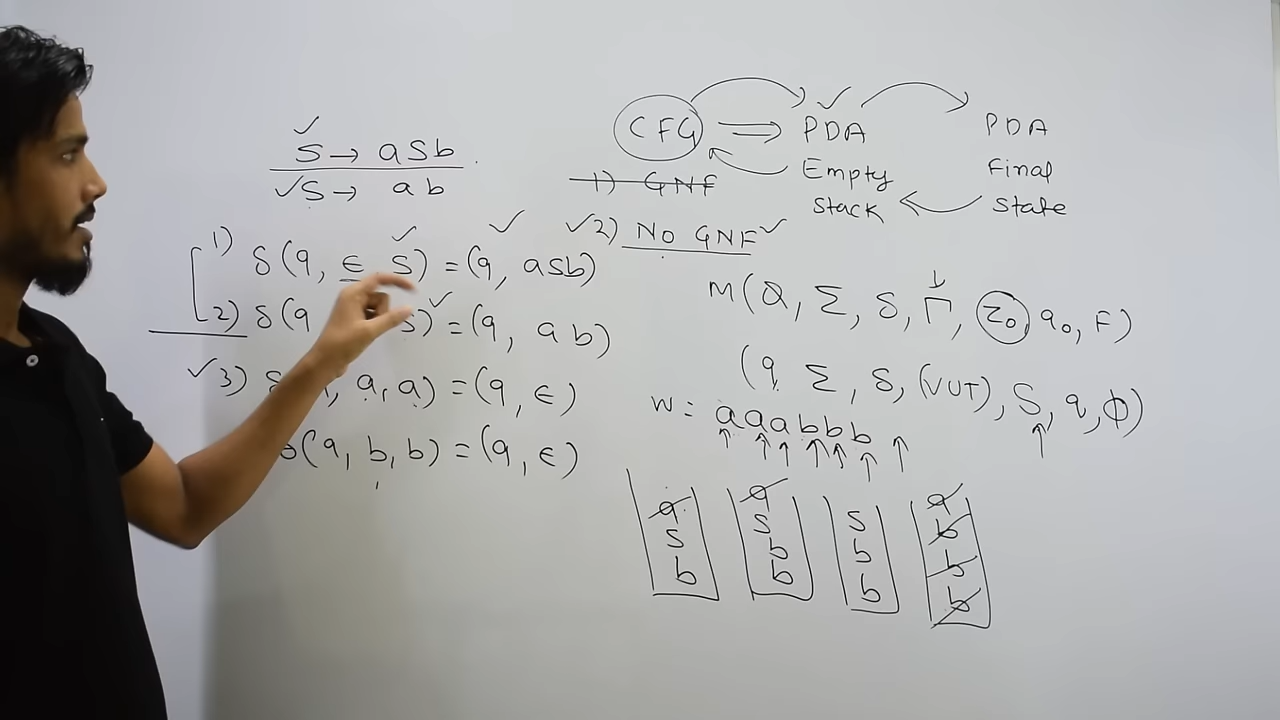 S → aSb
S → ab
1) δ(q, ε, S) = (q, aSb)
2) δ(q S) = (q, ab)
3) δ( , a, a) = (q, ε)
δ(q, b, b) = (q, ε)
CFG ⇒ PDA
Empty
Stack
PDA
Final
State
1) GNF
2) NO GNF
M(Q, Σ, δ, Γ, Z₀, q₀, F)
(q, Σ, δ, (VUT), S, q, ϕ)
W = aaabbb
a
S
b
a
S
b
b
S
b
b
a
b
b
b